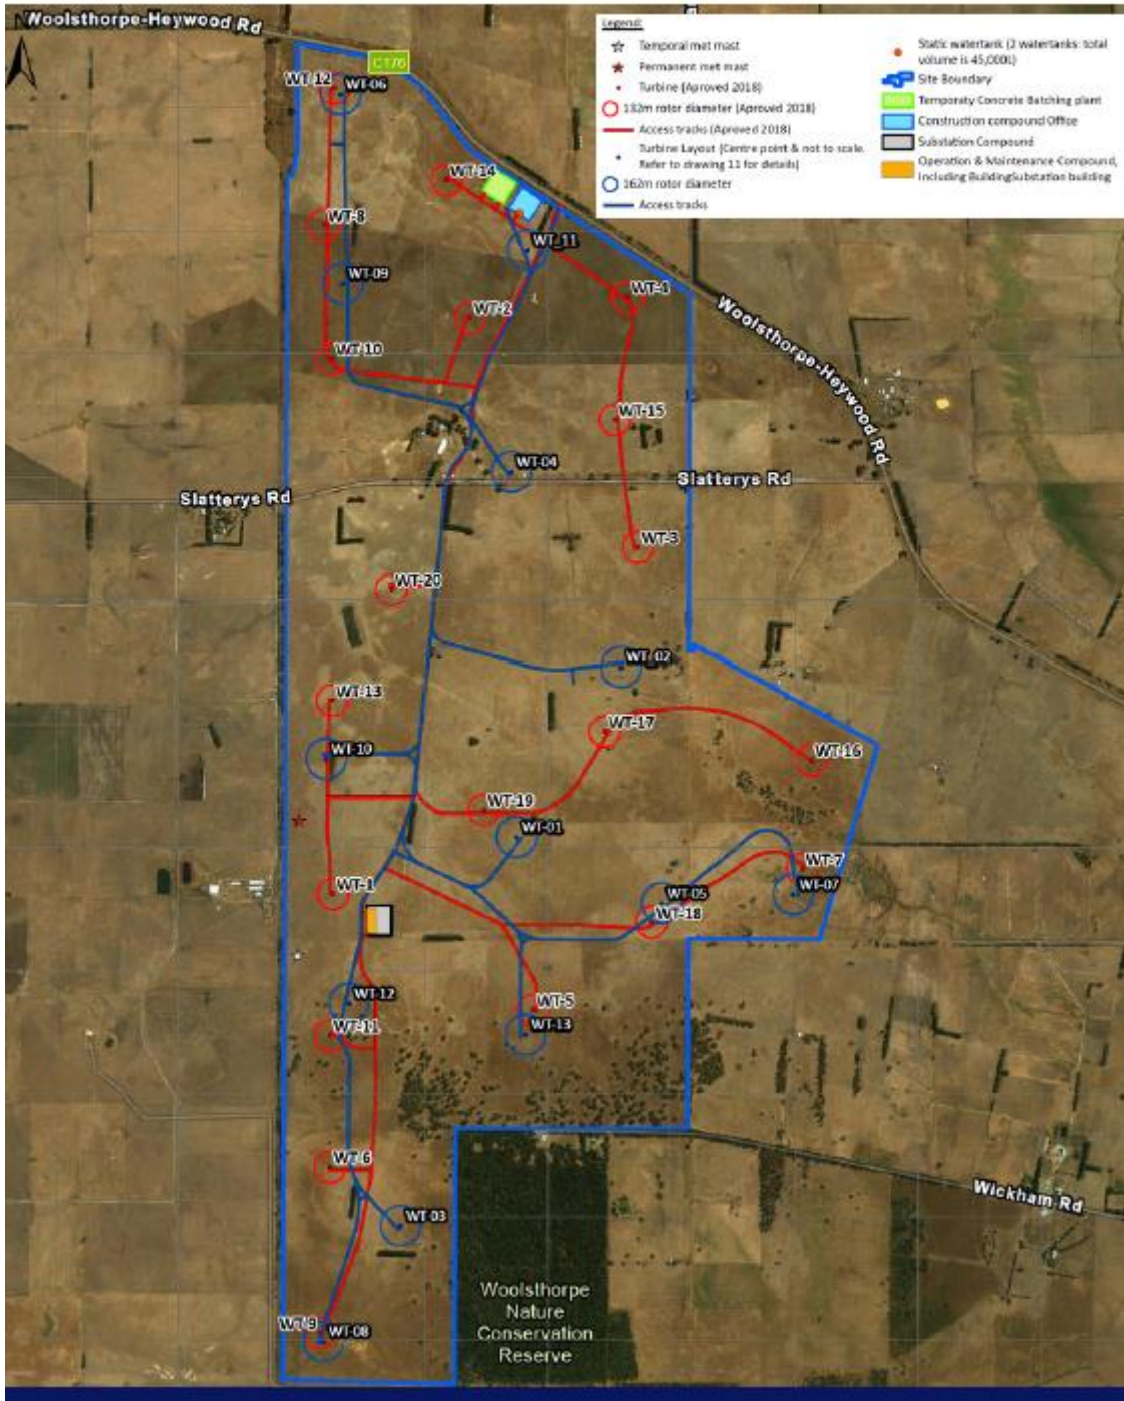 N
Woolsthorpe-Heywood Rd
C176
Legend:
Temporal met mast
Permanent met mast
Turbine (Aproved 2018)
132m rotor diameter (Aproved 2018)
Access tracks (Aproved 2018)
Turbine Layout (Centre point & not to scale.
Refer to drawing 11 for details)
162m rotor diameter
Access tracks
Static watertank (2 watertanks: total
volume is 45,000L)
Site Boundary
Temporaty Concrete Batching plant
Construction compound Office
Substation Compound
Operation & Maintenance Compound,
Including BuildingSubstation building
WT-12
WT-06
WT-14
WT-8
WT_11
WT-09
WT-4
WT-2
Woolsthorpe-Heywood Rd
WT-10
WT-15
WT-04
Slatterys Rd
Slatterys Rd
WT-3
WT-20
WT-02
WT-13
WT-17
WT-10
WT-16
WT-19
WT-01
WT-7
WT-1
WT-05
WT-07
WT-18
WT-12
WT-5
WT-11
WT-13
WT-6
Wickham Rd
WT-03
Woolsthorpe
Nature
Conservation
Reserve
WT-9
WT-08